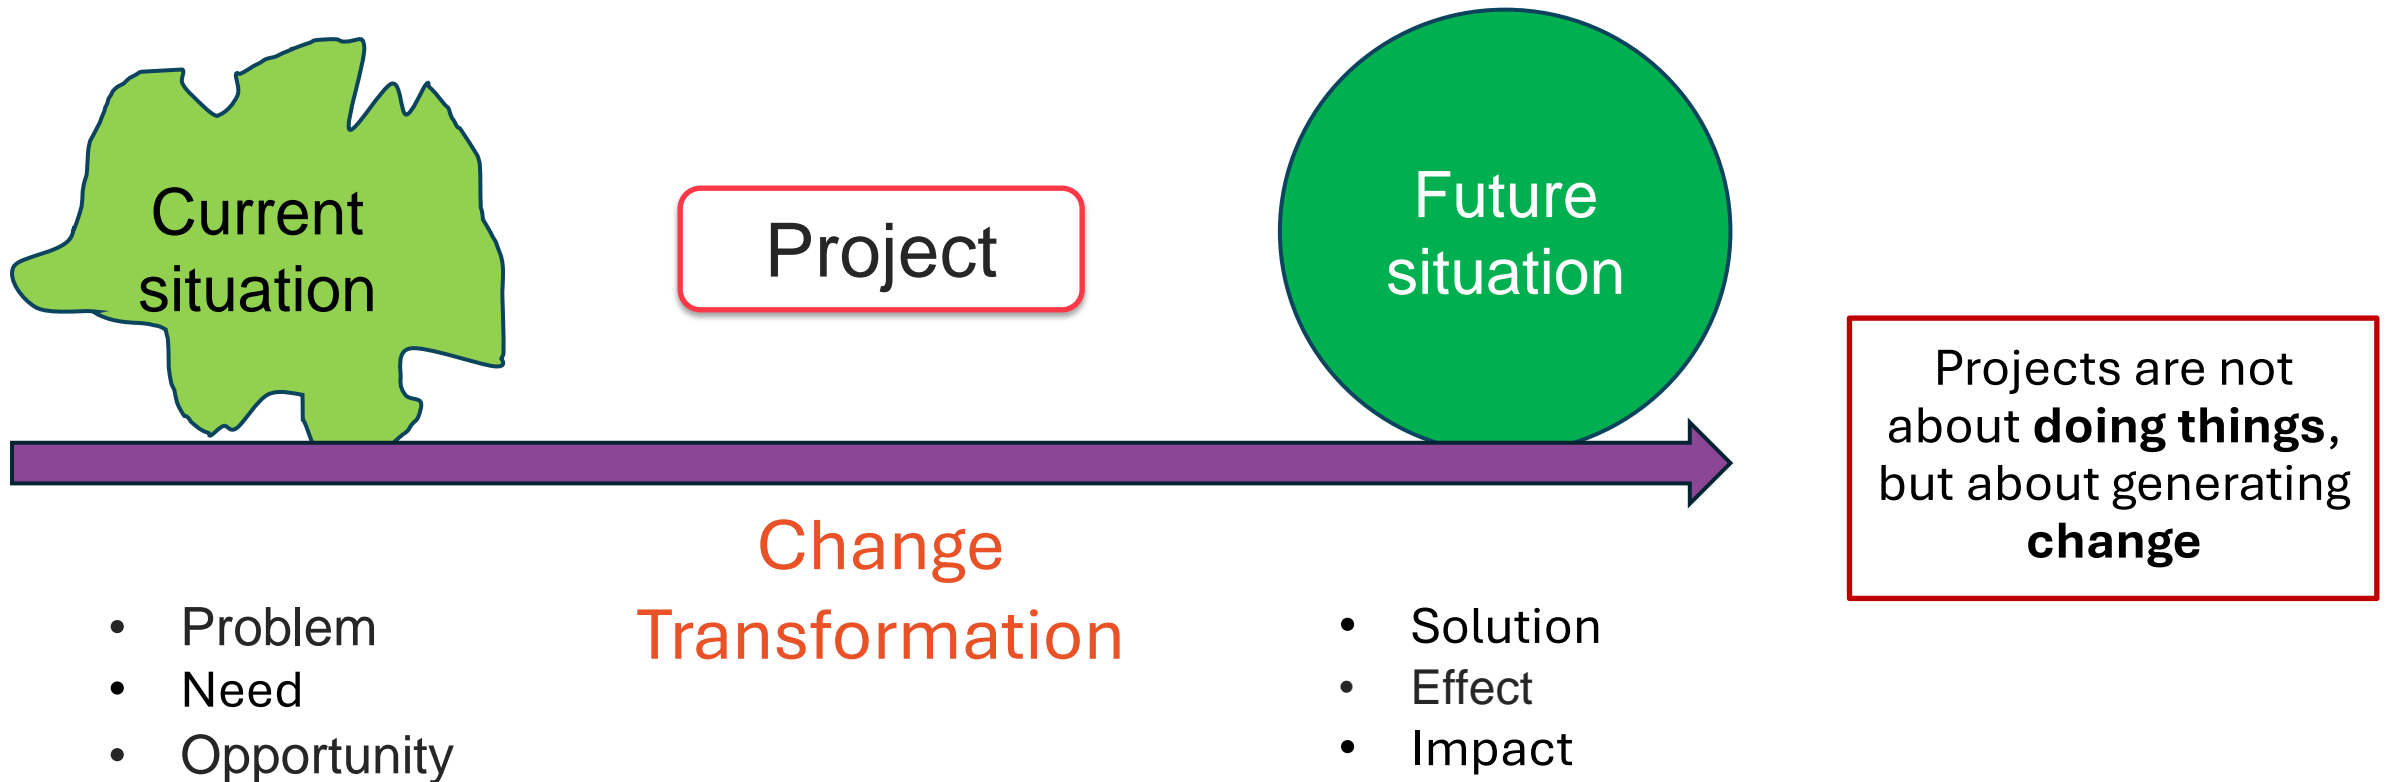 Current
situation
Project
Future
situation
Projects are not
about doing things,
but about generating
change
Change
Transformation
• Problem
• Need
• Opportunity
• Solution
• Effect
• Impact